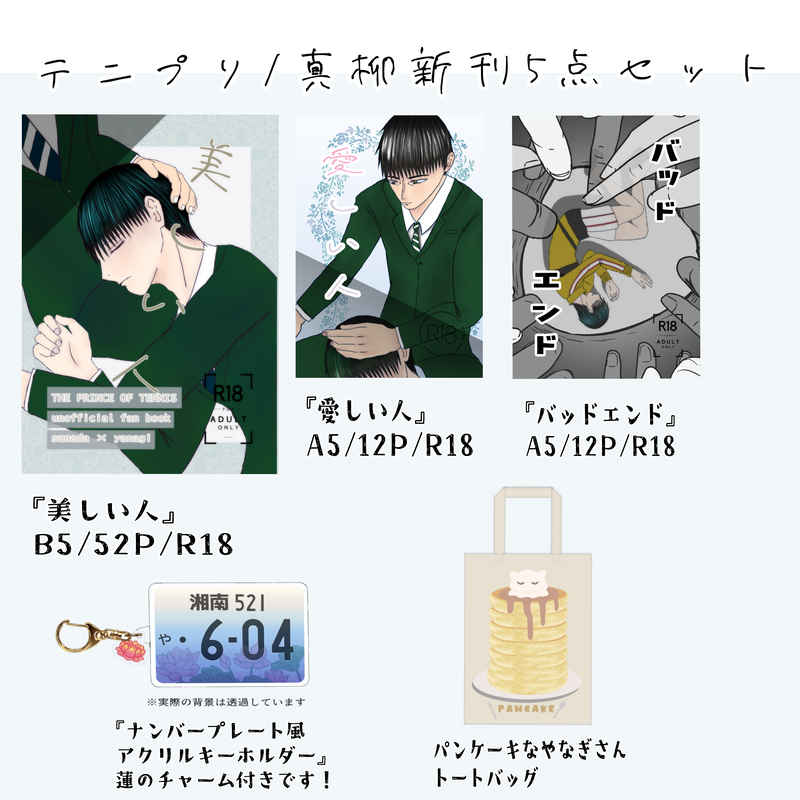 テニプリ/真柳新刊5点セット
美しい人
THE PRINCE OF TENNIS
unofficial fan book
sanada × yanagi
R18
ADULT
ONLY
愛しい人
R18
バッド
エンド
R18
ADULT
ONLY
『愛しい人』
A5/12P/R18
『バッドエンド』
A5/12P/R18
『美しい人』
B5/52P/R18
湘南 521
や・6-04
※実際の背景は透過しています
『ナンバープレート風
アクリルキーホルダー』
蓮のチャーム付きです！
PANCAKE
パンケーキなやなぎさん
トートバッグ